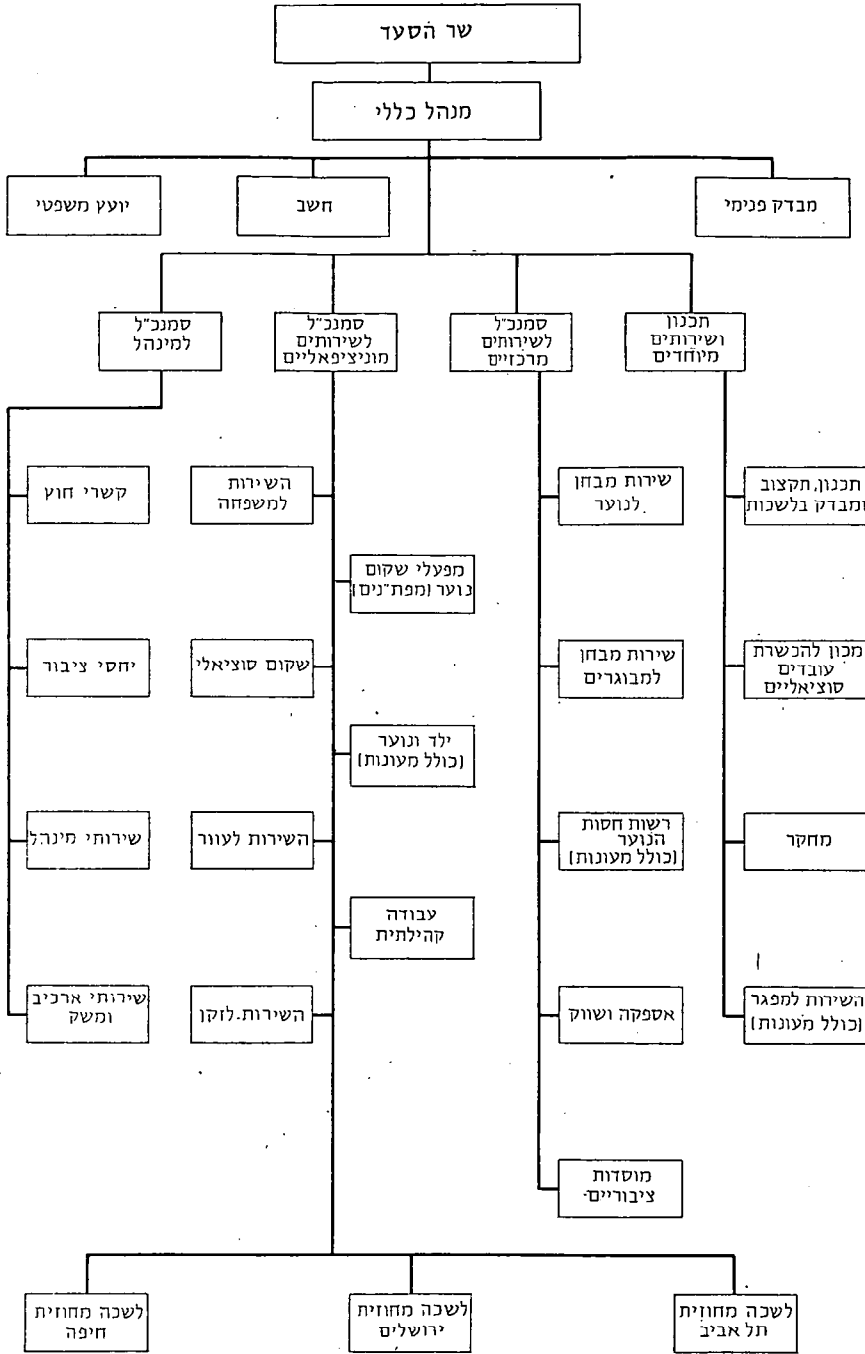 שר הסעד
מנהל כללי
מבדק פנימי
חשב
יועץ משפטי
תכנון
ושירותים
מיוחדים
סמנכ"ל
לשירותים
מרכזיים
סמנכ"ל
לשירותים
מוניציפאליים
סמנכ"ל
למינהל
תכנון, תקצוב
ומבדק בלשכות
מכון להכשרת
עובדים
סוציאליים
מחקר
השירות למפגר
(כולל מעונות)
שירות מבחן
לנוער
שירות מבחן
למבוגרים
רשות חסות
הנוער
(כולל מעונות)
אספקה ושווק
מוסדות
ציבוריים
השירות
למשפחה
מפעלי שקום
נוער (מפת"נים)
שקום סוציאלי
ילד ונוער
(כולל מעונות)
השירות לעוור
עבודה
קהילתית
השירות לזקן
קשרי חוץ
יחסי ציבור
שירותי מינהל
שירותי ארכיב
ומשק
לשכה מחוזית
תל אביב
לשכה מחוזית
ירושלים
לשכה מחוזית
חיפה